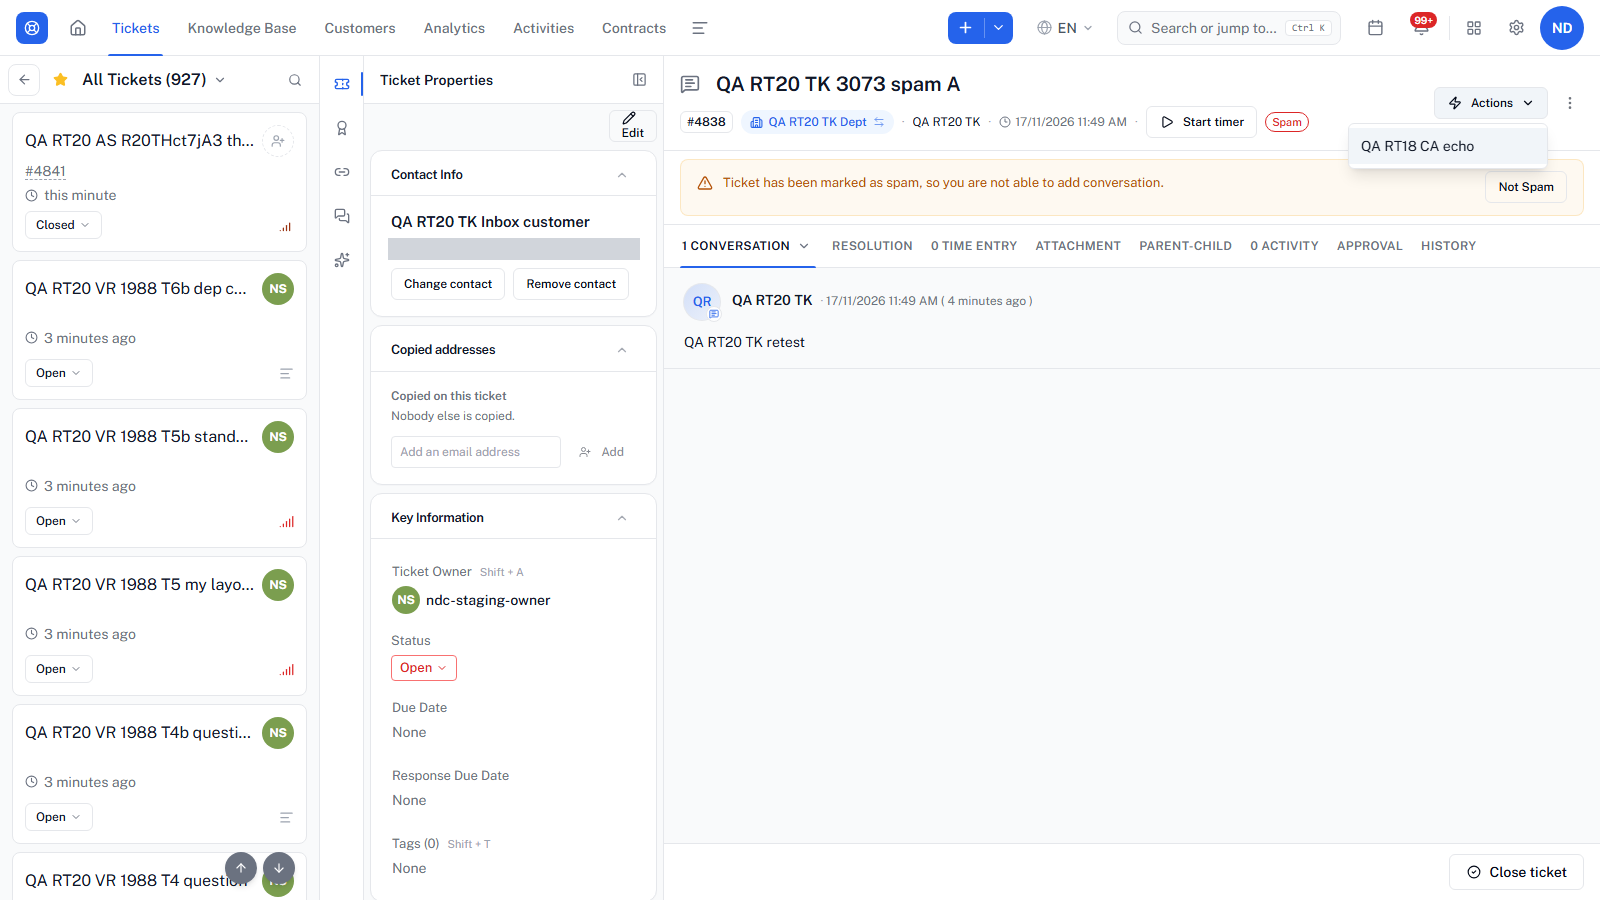 Tickets
Knowledge Base
Customers
Analytics
Activities
Contracts
EN
Search or jump to...
Ctrl K
99+
ND
All Tickets (927)
QA RT20 AS R20THct7jA3 th...
#4841
this minute
Closed
QA RT20 VR 1988 T6b dep c...
NS
3 minutes ago
Open
QA RT20 VR 1988 T5b stand...
NS
3 minutes ago
Open
QA RT20 VR 1988 T5 my layo...
NS
3 minutes ago
Open
QA RT20 VR 1988 T4b questi...
NS
3 minutes ago
Open
QA RT20 VR 1988 T4 question
Ticket Properties
Edit
Contact Info
QA RT20 TK Inbox customer
Change contact
Remove contact
Copied addresses
Copied on this ticket
Nobody else is copied.
Add an email address
Add
Key Information
Ticket Owner Shift + A
NS ndc-staging-owner
Status
Open
Due Date
None
Response Due Date
None
Tags (0) Shift + T
None
QA RT20 TK 3073 spam A
#4838
QA RT20 TK Dept
· QA RT20 TK
· 17/11/2026 11:49 AM ·
Start timer
Spam
Actions
QA RT18 CA echo
Ticket has been marked as spam, so you are not able to add conversation.
Not Spam
1 CONVERSATION
RESOLUTION
0 TIME ENTRY
ATTACHMENT
PARENT-CHILD
0 ACTIVITY
APPROVAL
HISTORY
QR
QA RT20 TK · 17/11/2026 11:49 AM ( 4 minutes ago )
QA RT20 TK retest
Close ticket